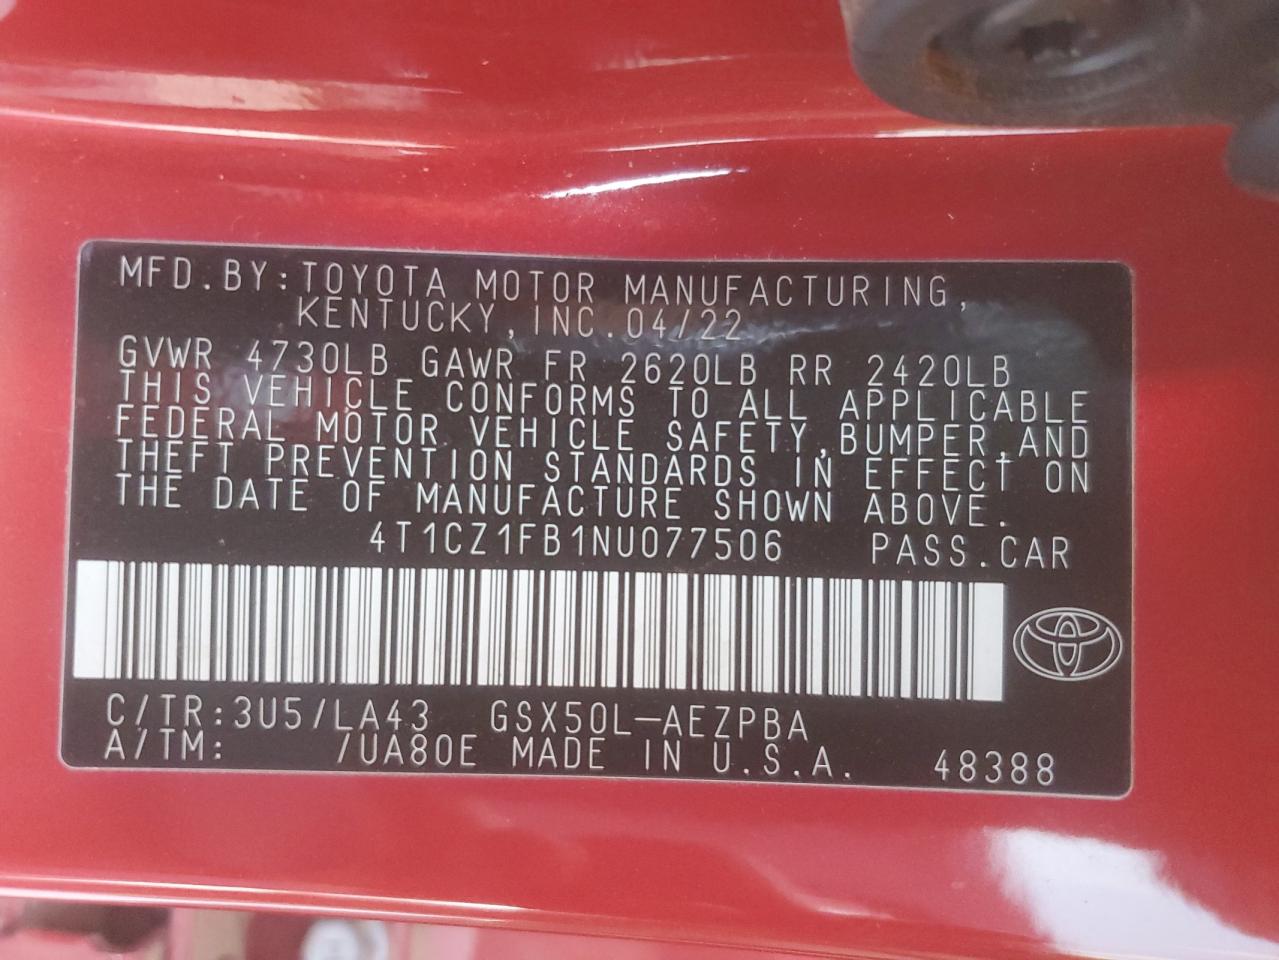 MFD.BY:TOYOTA MOTOR MANUFACTURING,
KENTUCKY,INC.04/22
GVWR 4730LB GAWR FR 2620LB RR 2420LB
THIS VEHICLE CONFORMS TO ALL APPLICABLE
FEDERAL MOTOR VEHICLE SAFETY,BUMPER,AND
THEFT PREVENTION STANDARDS IN EFFECT ON
THE DATE OF MANUFACTURE SHOWN ABOVE.
4T1CZ1FB1NU077506 PASS.CAR
C/TR:3U5/LA43 GSX50L-AEZPBA
A/TM: /UA80E MADE IN U.S.A. 48388